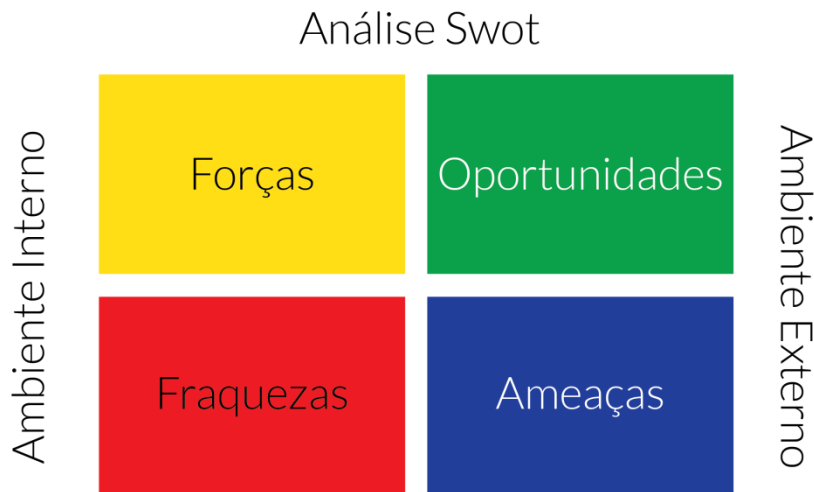 Análise Swot
Ambiente Interno
Forças
Oportunidades
Fraquezas
Ameaças
Ambiente Externo